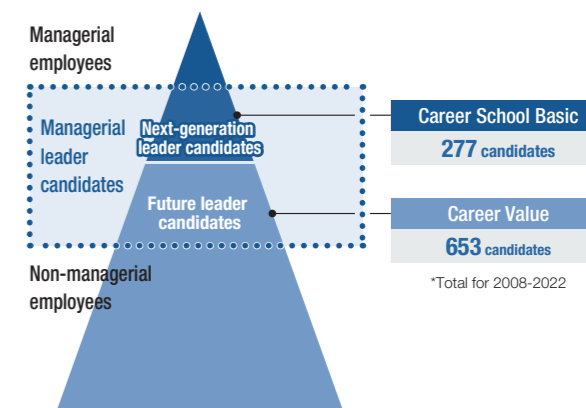 Managerial
employees
Managerial
leader
candidates
Next-generation
leader candidates
Future leader
candidates
Non-managerial
employees
Career School Basic
277 candidates
Career Value
653 candidates
*Total for 2008-2022